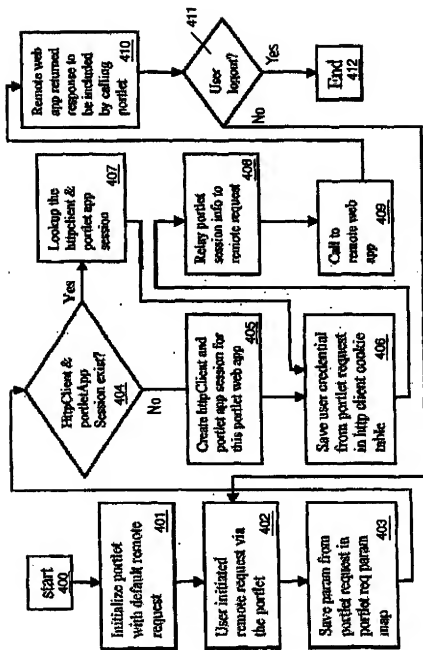 start
400
Initialize portlet
with default remote
request
401
User initiated
remote request via
the portlet
402
Save param from
portlet request in
portlet req param
map
403
HttpClient &
portletApp
Session exist?
404
Yes
No
Create httpClient and
portlet app session for
this portlet web app
405
Save user credential
from portlet request
in http client cookie
table
406
Lookup the
httpclient &
portlet app
session
407
Relay portlet
session info to
remote request
408
Call to
remote web
app
409
Remote web
app returned
response to
be included
by calling
portlet
410
411
User
logout?
No
Yes
End
412